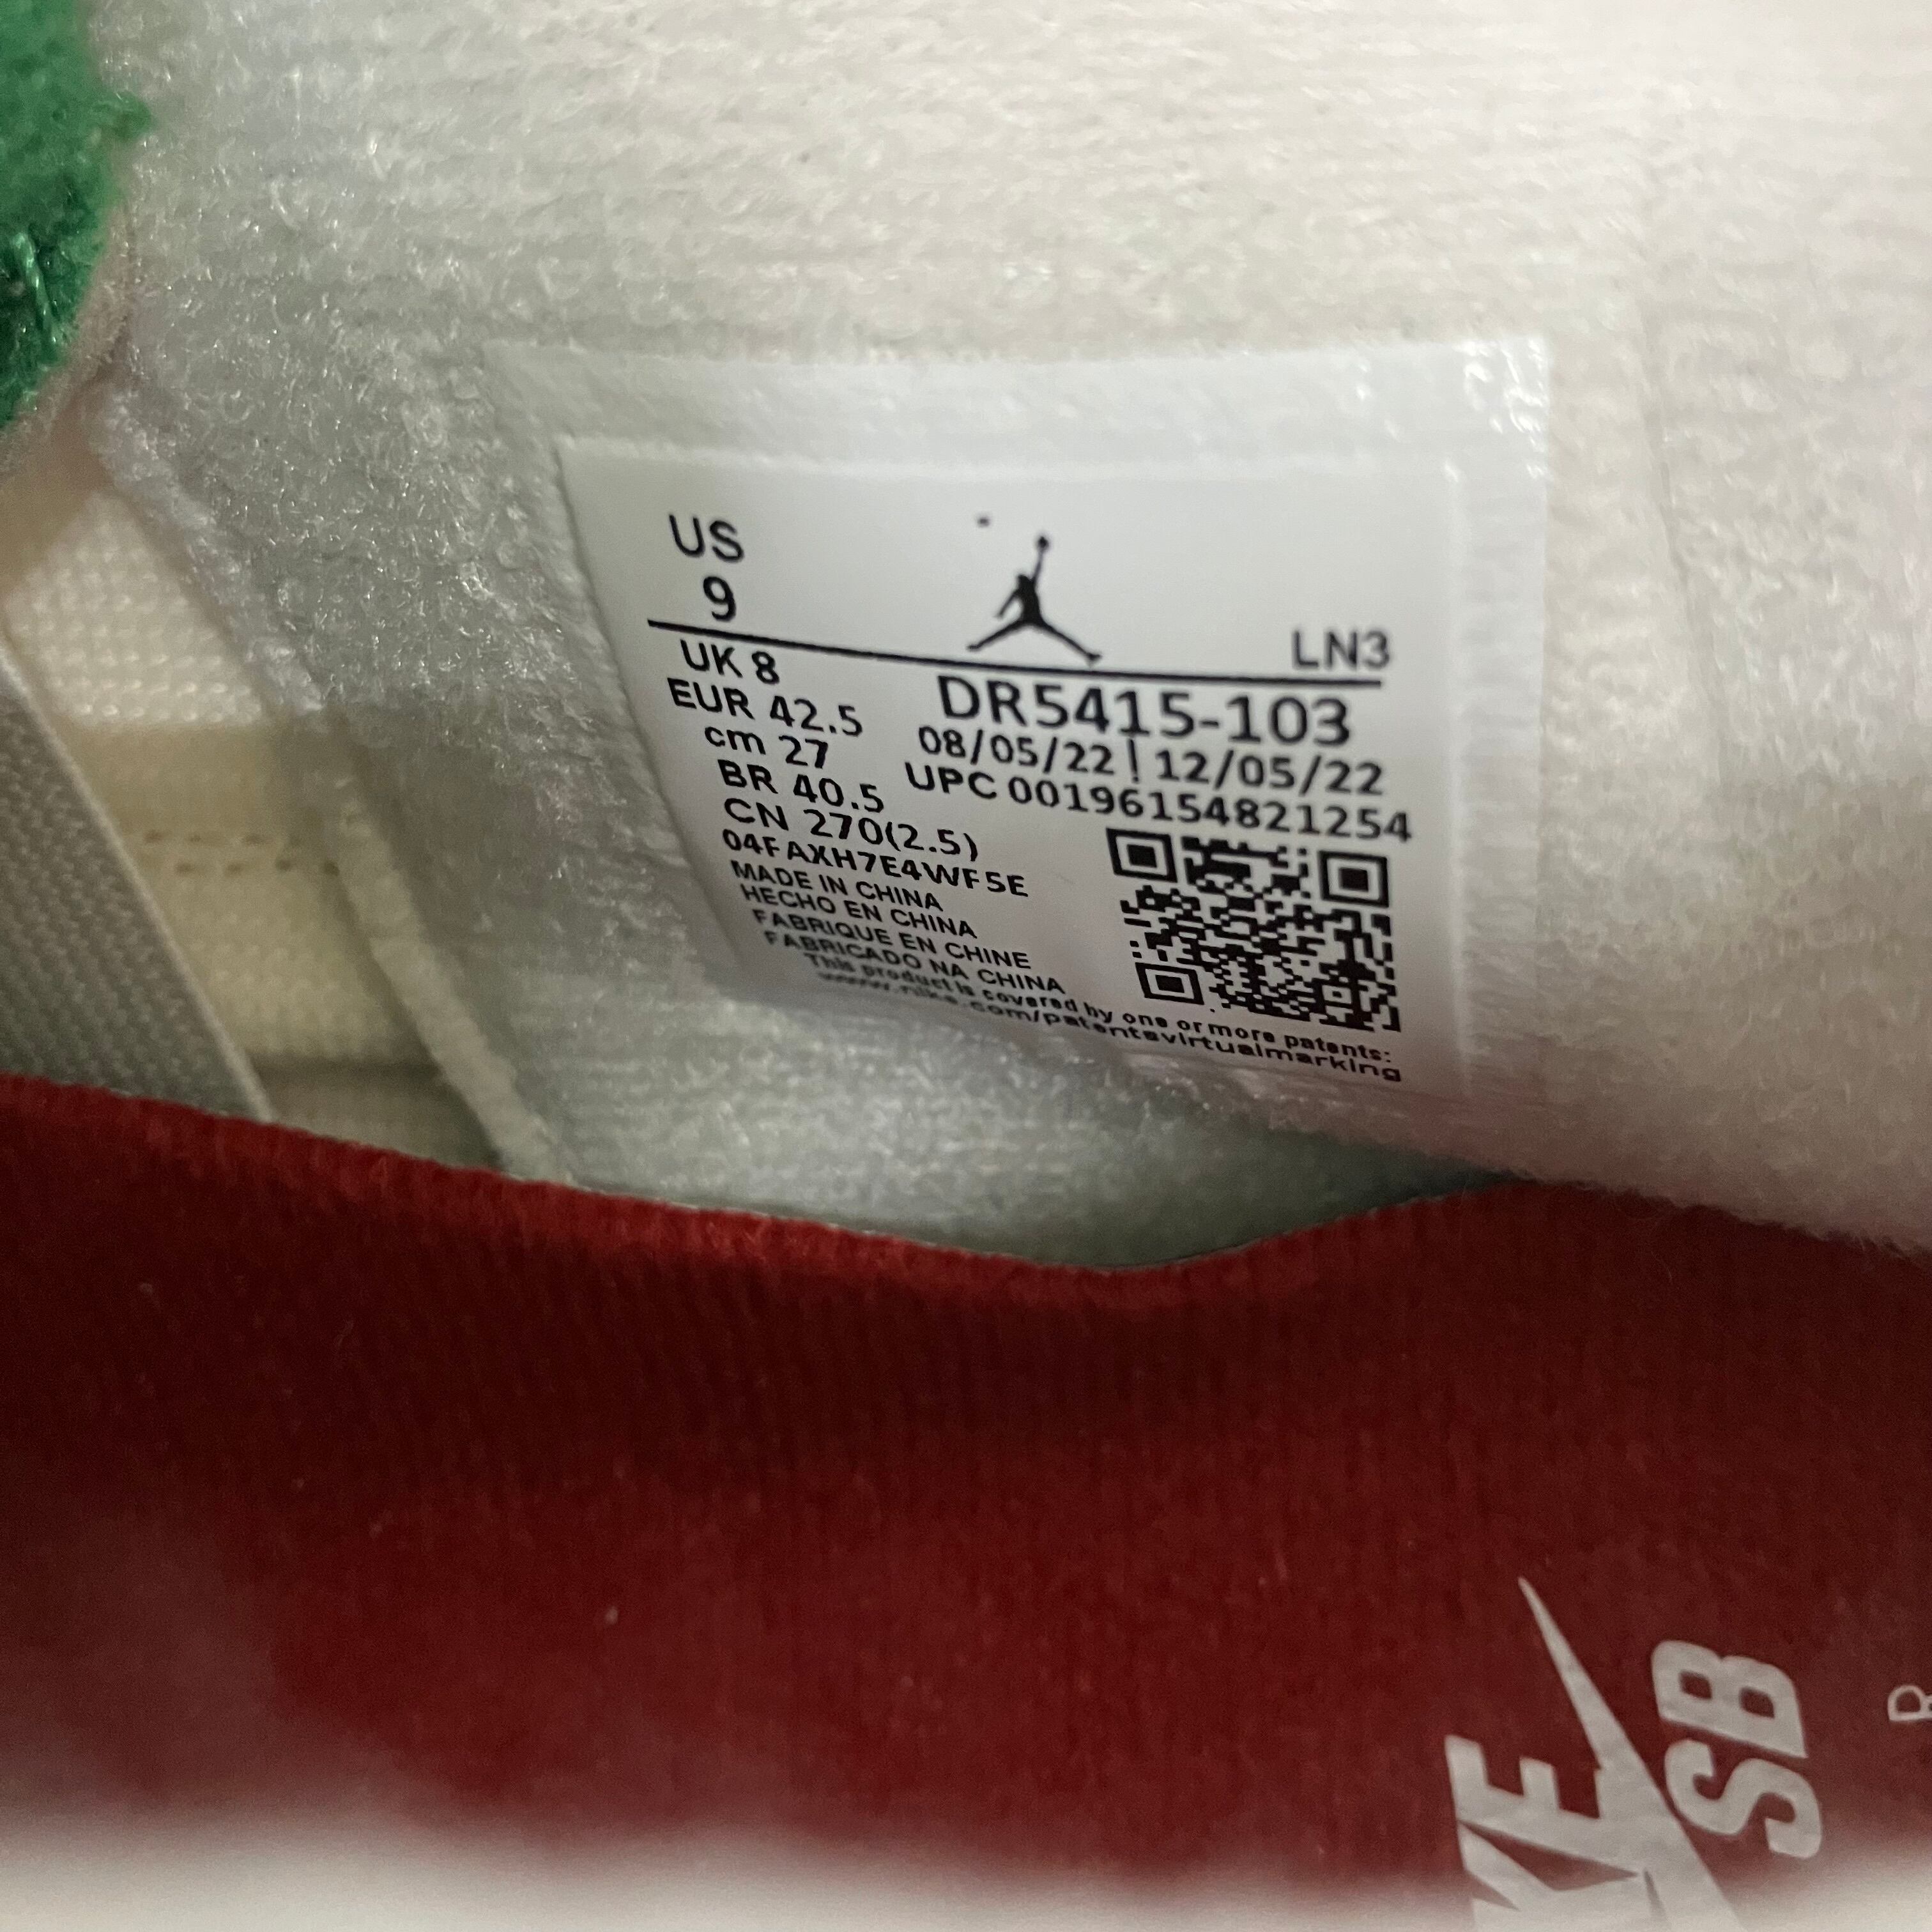 US
9
LN3
UK 8
EUR 42.5
cm 27
BR 40.5
CN 270(2.5)
04FAXH7E4WF5E
DR5415-103
08/05/22 | 12/05/22
UPC 00196154821254
MADE IN CHINA
HECHO EN CHINA
FABRIQUE EN CHINE
FABRICADO NA CHINA
This product is covered by one or more patents:
www.nike.com/patentsvirtualmarking
SB